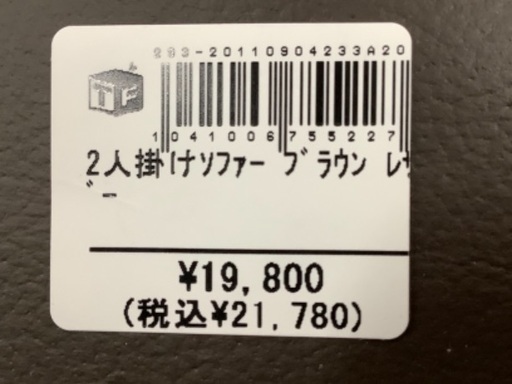 293-20110904233A20
TF
1041006755227
2人掛けソファー ブラウン レザ
゛ー
¥19,800
(税込¥21,780)